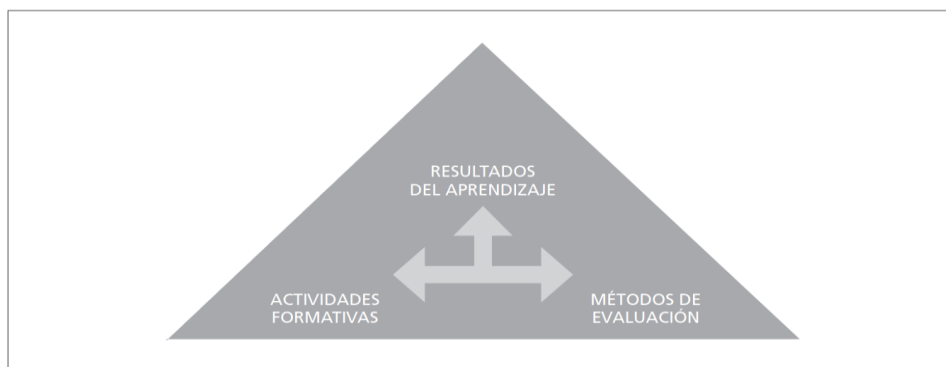 RESULTADOS
DEL APRENDIZAJE
ACTIVIDADES
FORMATIVAS
MÉTODOS DE
EVALUACIÓN